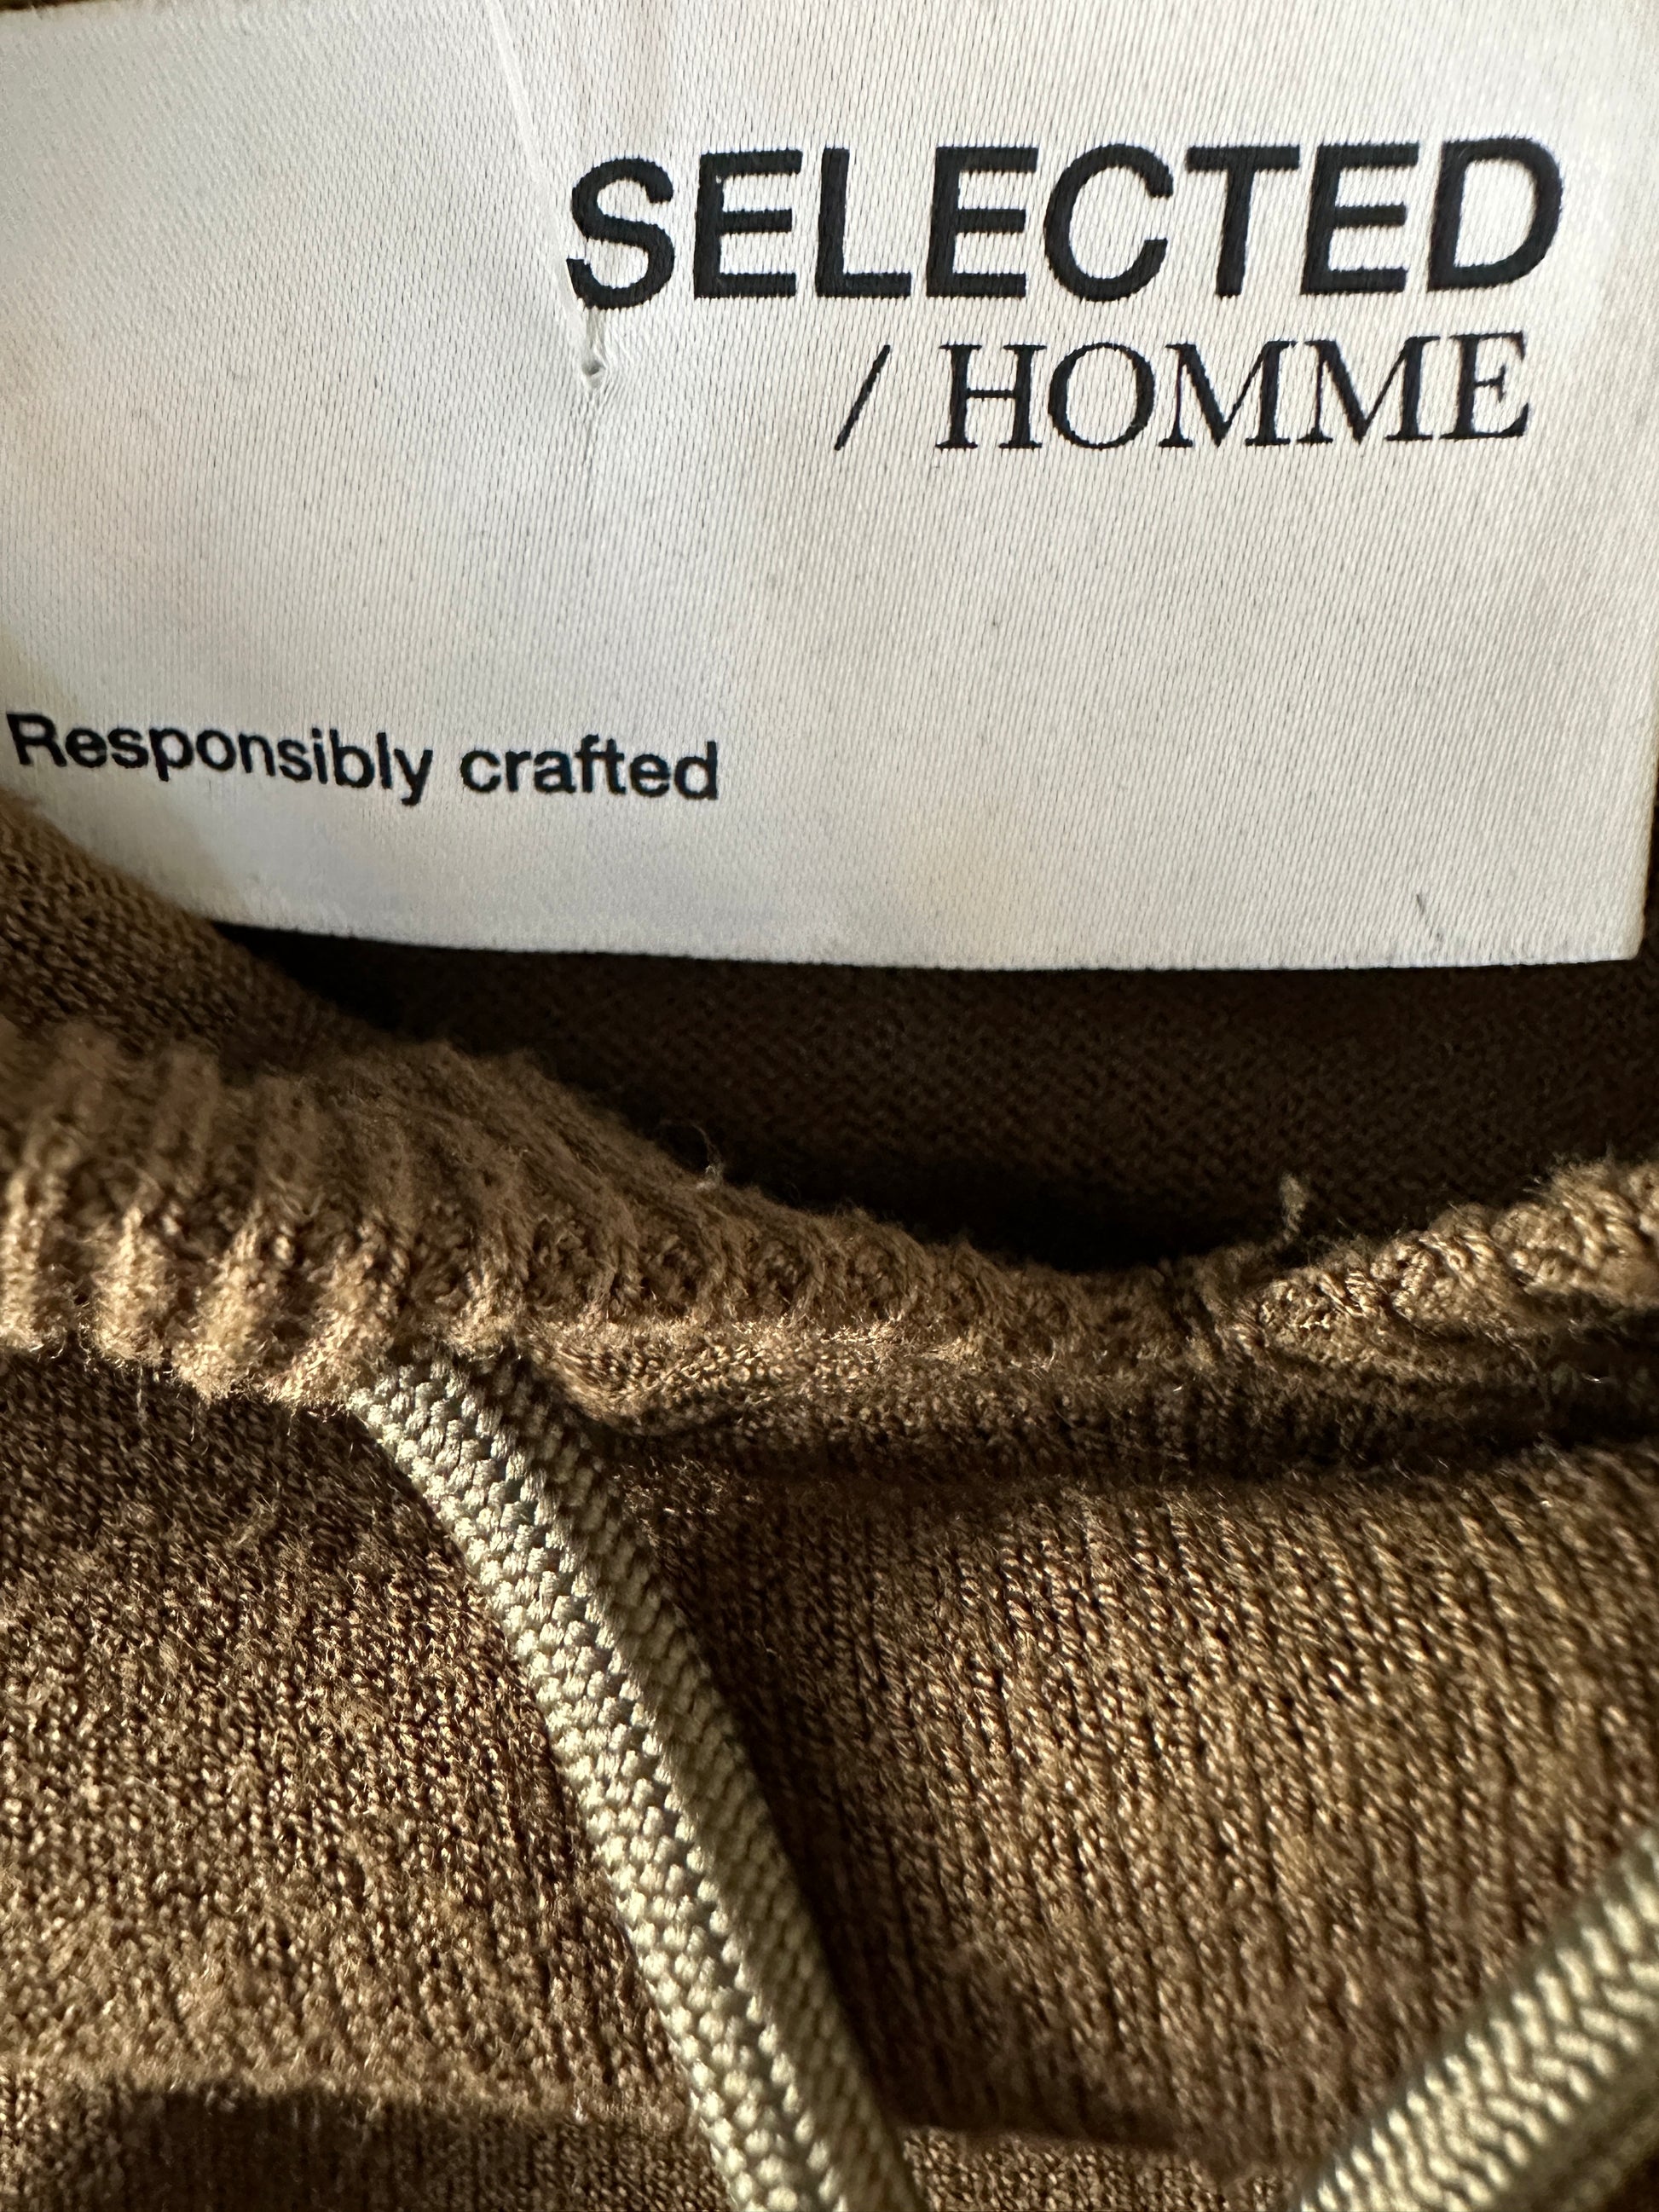 SELECTED
/ HOMME
Responsibly crafted